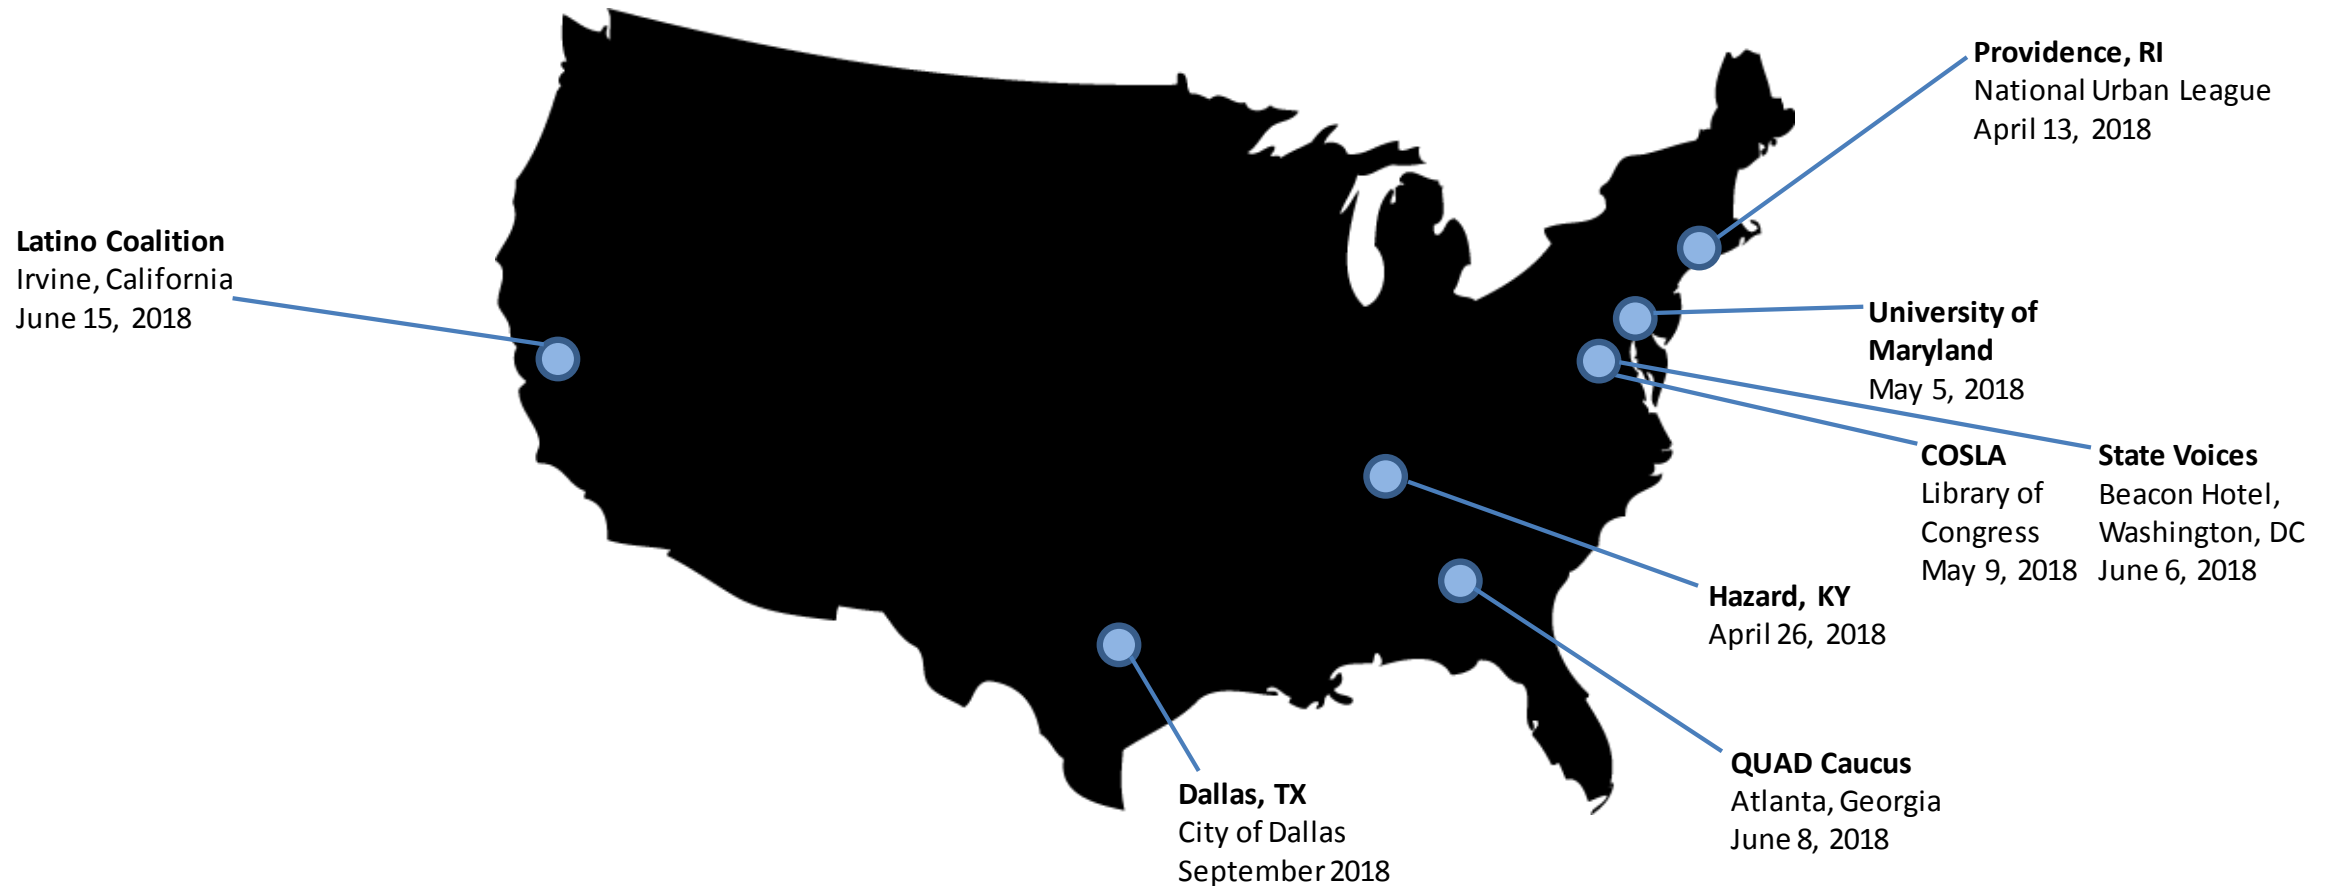 Providence, RI
National Urban League
April 13, 2018
Latino Coalition
Irvine, California
June 15, 2018
University of
Maryland
May 5, 2018
COSLA
Library of
Congress
May 9, 2018
State Voices
Beacon Hotel,
Washington, DC
June 6, 2018
Hazard, KY
April 26, 2018
QUAD Caucus
Atlanta, Georgia
June 8, 2018
Dallas, TX
City of Dallas
September 2018